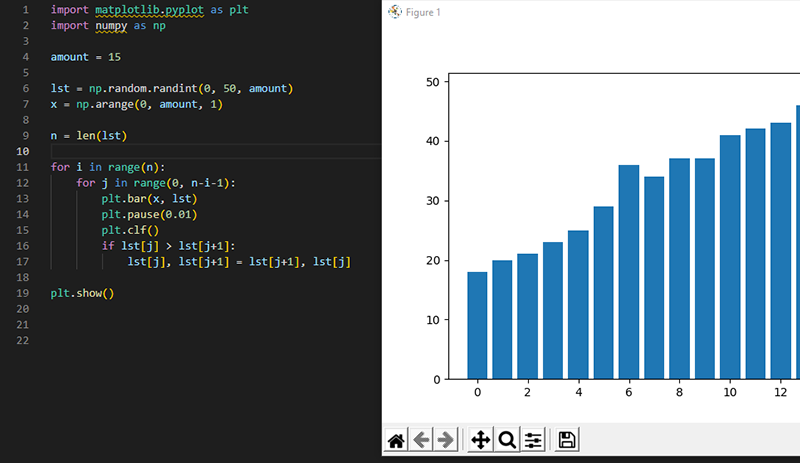 1 import matplotlib.pyplot as plt
2 import numpy as np
3
4 amount = 15
5
6 lst = np.random.randint(0, 50, amount)
7 x = np.arange(0, amount, 1)
8
9 n = len(lst)
10
11 for i in range(n):
12     for j in range(0, n-i-1):
13         plt.bar(x, lst)
14         plt.pause(0.01)
15         plt.clf()
16         if lst[j] > lst[j+1]:
17             lst[j], lst[j+1] = lst[j+1], lst[j]
18
19 plt.show()
20
21
22
Figure 1
50
40
30
20
10
0
0 2 4 6 8 10 12